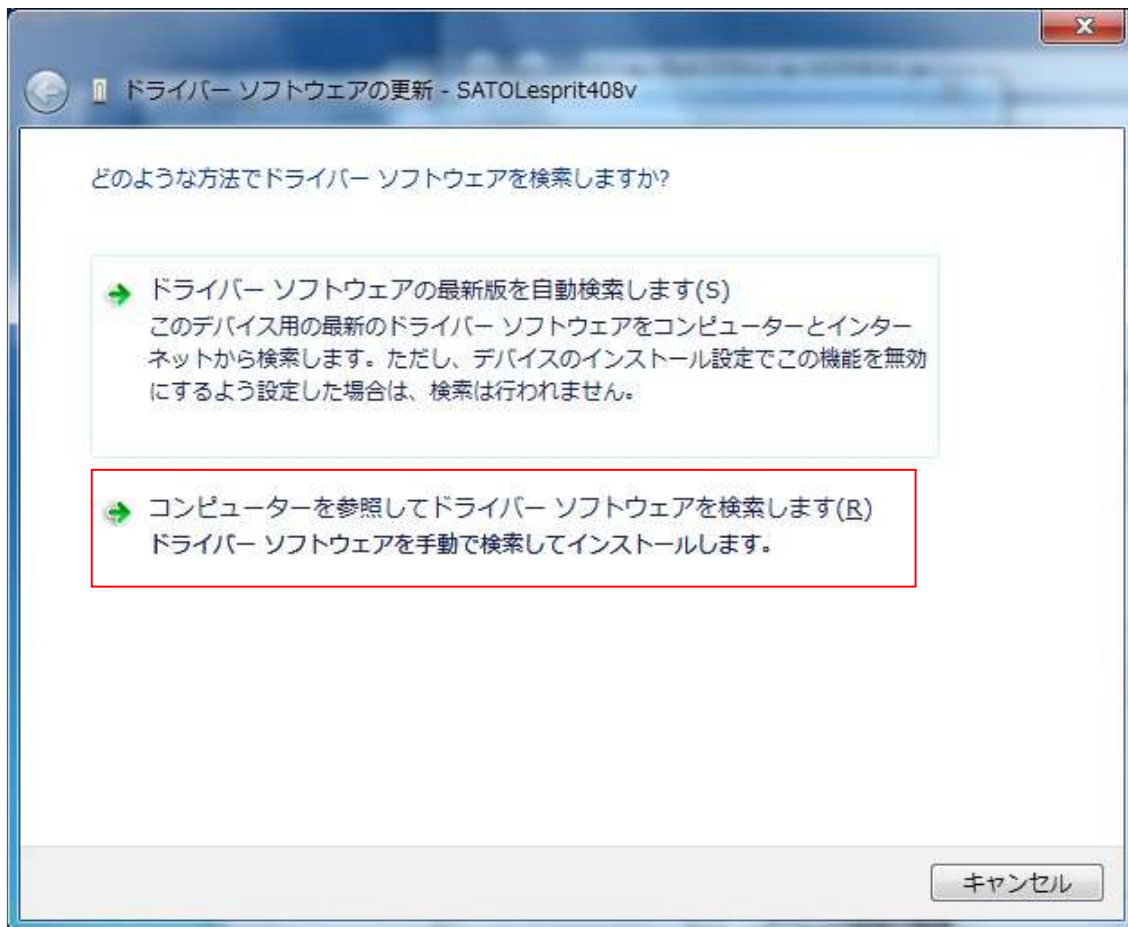 ドライバー ソフトウェアの更新 - SATOLesprit408v
どのような方法でドライバー ソフトウェアを検索しますか?
ドライバー ソフトウェアの最新版を自動検索します(S)
このデバイス用の最新のドライバー ソフトウェアをコンピューターとインター
ネットから検索します。ただし、デバイスのインストール設定でこの機能を無効
にするよう設定した場合は、検索は行われません。
コンピューターを参照してドライバー ソフトウェアを検索します(R)
ドライバー ソフトウェアを手動で検索してインストールします。
キャンセル